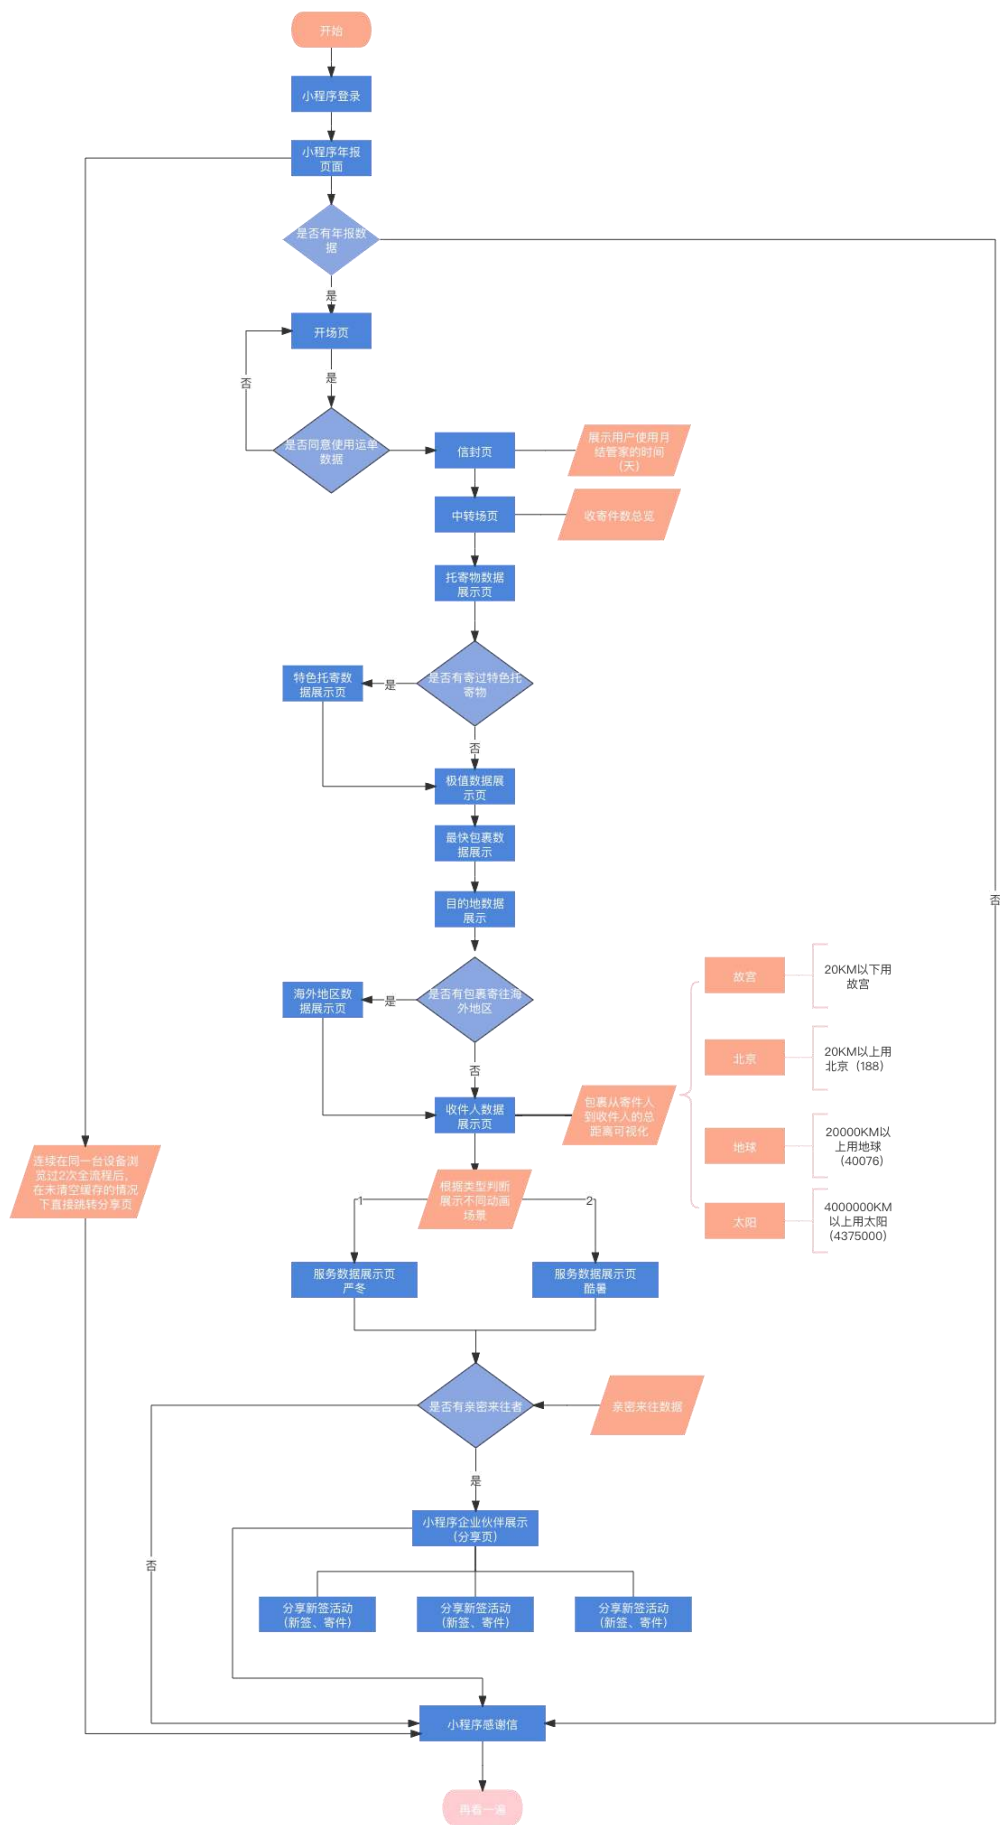 开始
小程序登录
小程序年报
页面
是否有年报数
据
是
开场页
否
是
是否同意使用运单
数据
信封页
展示用户使用月
结管家的时间
(天)
中转场页
收寄件数总览
托寄物数据
展示页
特色托寄数
据展示页
是
是否有寄过特色托
寄物
否
极值数据展
示页
最快包裹数
据展示
目的地数据
展示
否
海外地区数
据展示页
是
是否有包裹寄往海
外地区
否
收件人数据
展示页
包裹从寄件人
到收件人的总
距离可视化
故宫
20KM以下用
故宫
北京
20KM以上用
北京（188）
地球
20000KM以
上用地球
（40076）
太阳
4000000KM
以上用太阳
(4375000)
连续在同一台设备浏
览过2次全流程后，
在未清空缓存的情况
下直接跳转分享页
1
根据类型判断
展示不同动画
场景
2
服务数据展示页
严冬
服务数据展示页
酷暑
是否有亲密来往者
亲密来往数据
是
小程序企业伙伴展示
（分享页）
否
分享新签活动
(新签、寄件)
分享新签活动
(新签、寄件)
分享新签活动
(新签、寄件)
小程序感谢信
再看一遍